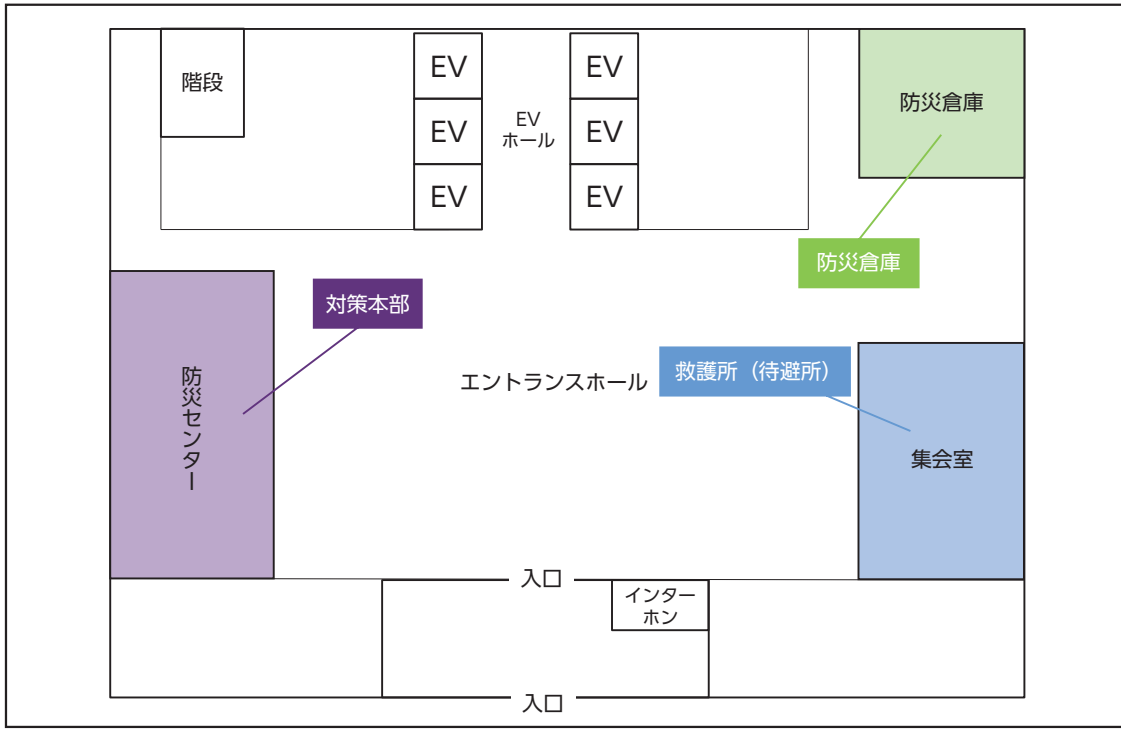 階段
EV
EV
EV
EV
ホール
EV
EV
EV
防災倉庫
防災倉庫
対策本部
防災センター
エントランスホール
救護所（待避所）
集会室
入口
インター
ホン
入口